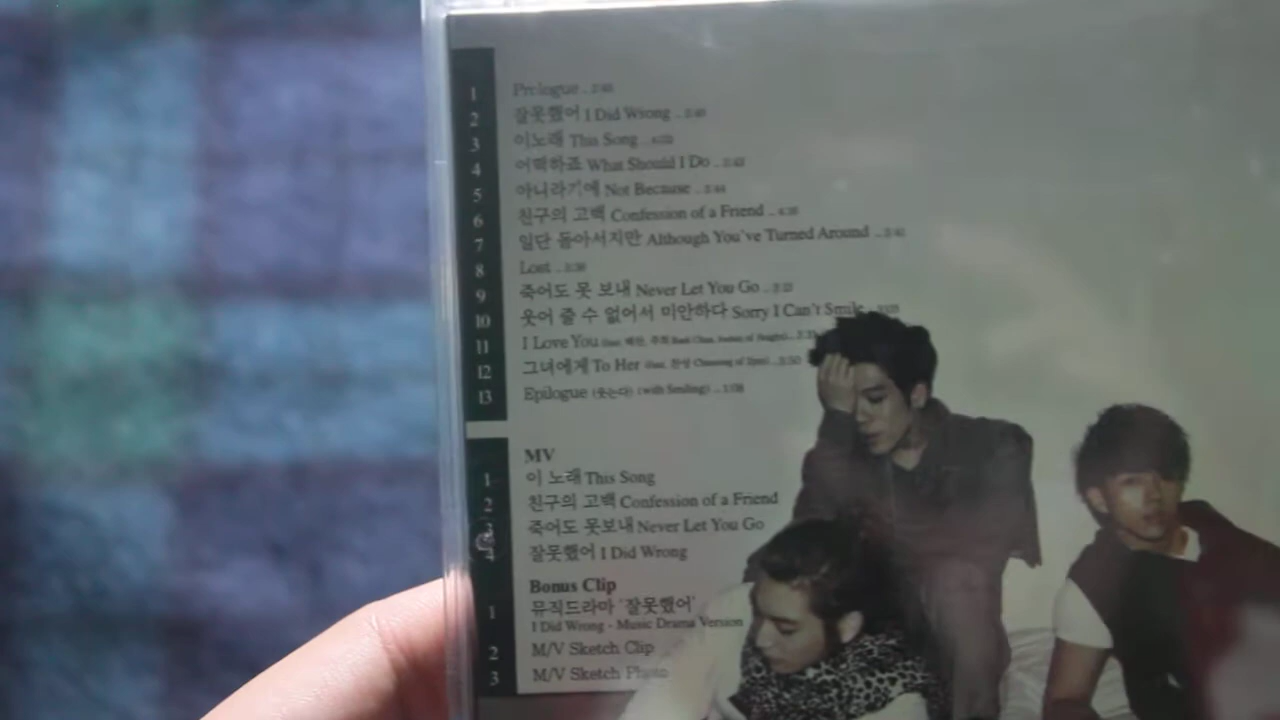 1 Prologue
2 잘못했어 I Did Wrong
3 이노래 This Song
4 어떡하죠 What Should I Do
5 아니라기에 Not Because
6 친구의 고백 Confession of a Friend
7 일단 돌아서지만 Although You've Turned Around
8 Lost
9 죽어도 못 보내 Never Let You Go
10 웃어 줄 수 없어서 미안하다 Sorry I Can't Smile
11 I Love You
12 그녀에게 To Her
13 Epilogue (웃는다) (with Smiling)
MV
1 이 노래 This Song
2 친구의 고백 Confession of a Friend
3 죽어도 못보내 Never Let You Go
4 잘못했어 I Did Wrong
Bonus Clip
1 뮤직드라마 '잘못했어'
I Did Wrong - Music Drama Version
2 M/V Sketch Clip
3 M/V Sketch Photo